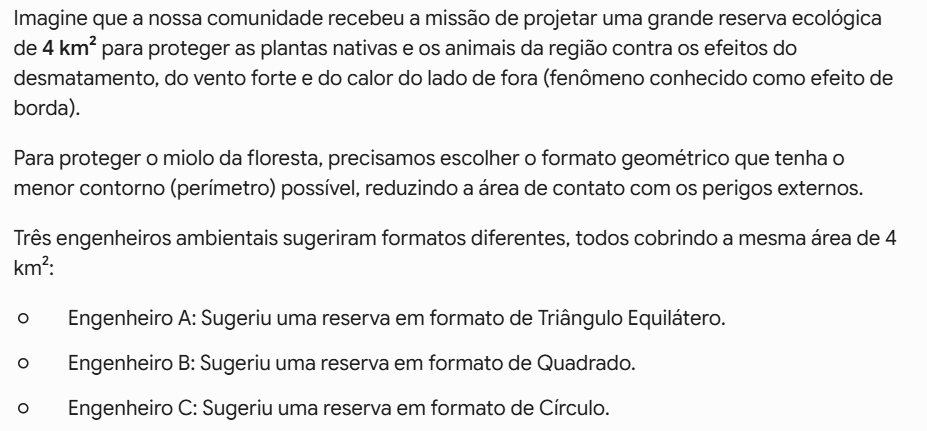 Imagine que a nossa comunidade recebeu a missão de projetar uma grande reserva ecológica
de 4 km² para proteger as plantas nativas e os animais da região contra os efeitos do
desmatamento, do vento forte e do calor do lado de fora (fenômeno conhecido como efeito de
borda).
Para proteger o miolo da floresta, precisamos escolher o formato geométrico que tenha o
menor contorno (perímetro) possível, reduzindo a área de contato com os perigos externos.
Três engenheiros ambientais sugeriram formatos diferentes, todos cobrindo a mesma área de 4
km²:
○ Engenheiro A: Sugeriu uma reserva em formato de Triângulo Equilátero.
○ Engenheiro B: Sugeriu uma reserva em formato de Quadrado.
○ Engenheiro C: Sugeriu uma reserva em formato de Círculo.